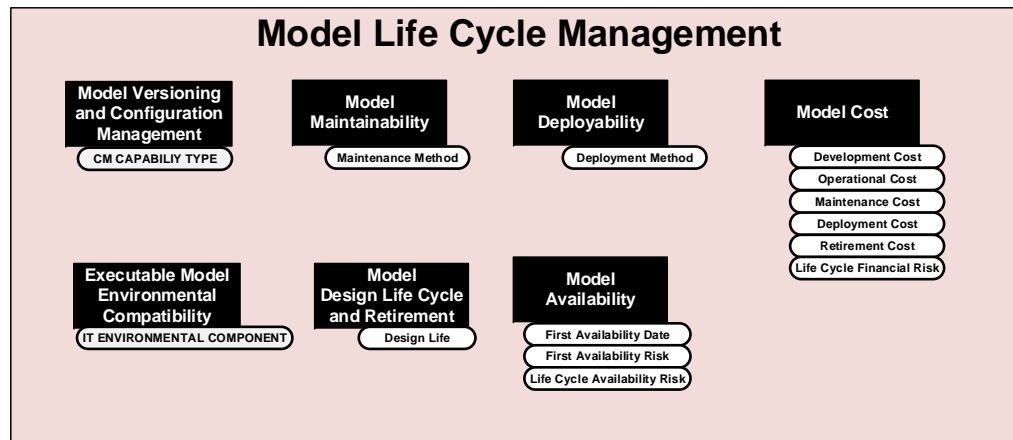 Model Life Cycle Management
Model Versioning
and Configuration
Management
CM CAPABILIY TYPE
Model
Maintainability
Maintenance Method
Model
Deployability
Deployment Method
Model Cost
Development Cost
Operational Cost
Maintenance Cost
Deployment Cost
Retirement Cost
Life Cycle Financial Risk
Executable Model
Environmental
Compatibility
IT ENVIRONMENTAL COMPONENT
Model
Design Life Cycle
and Retirement
Design Life
Model
Availability
First Availability Date
First Availability Risk
Life Cycle Availability Risk